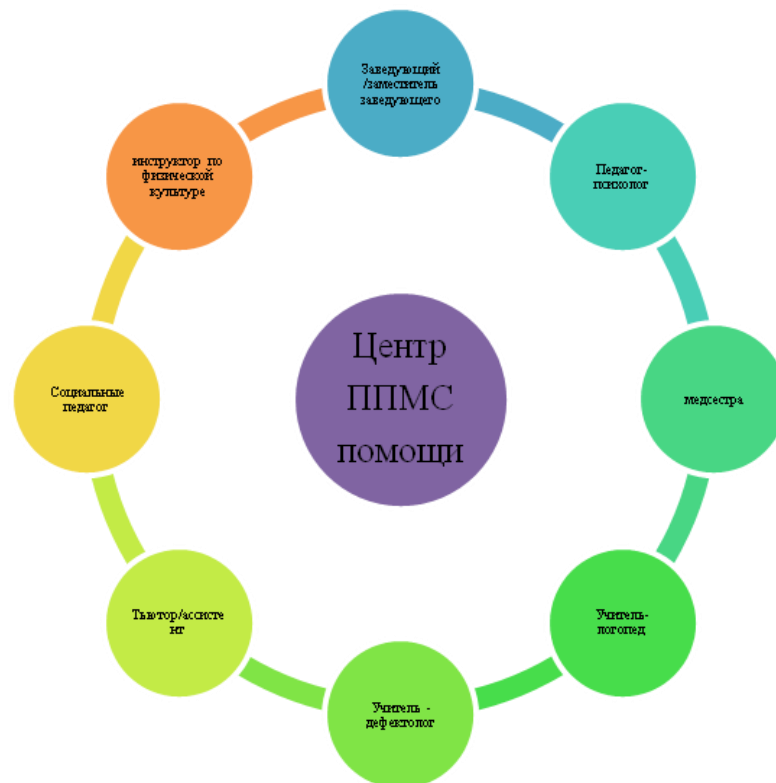 Заведующий
/заместитель
заведующего
Педагог-
психолог
медсестра
Учитель-
логопед
Учитель -
дефектолог
Тьютор/ассисте
нт
Социальные
педагог
инструктор по
физической
культуре
Центр
ППМС
помощи